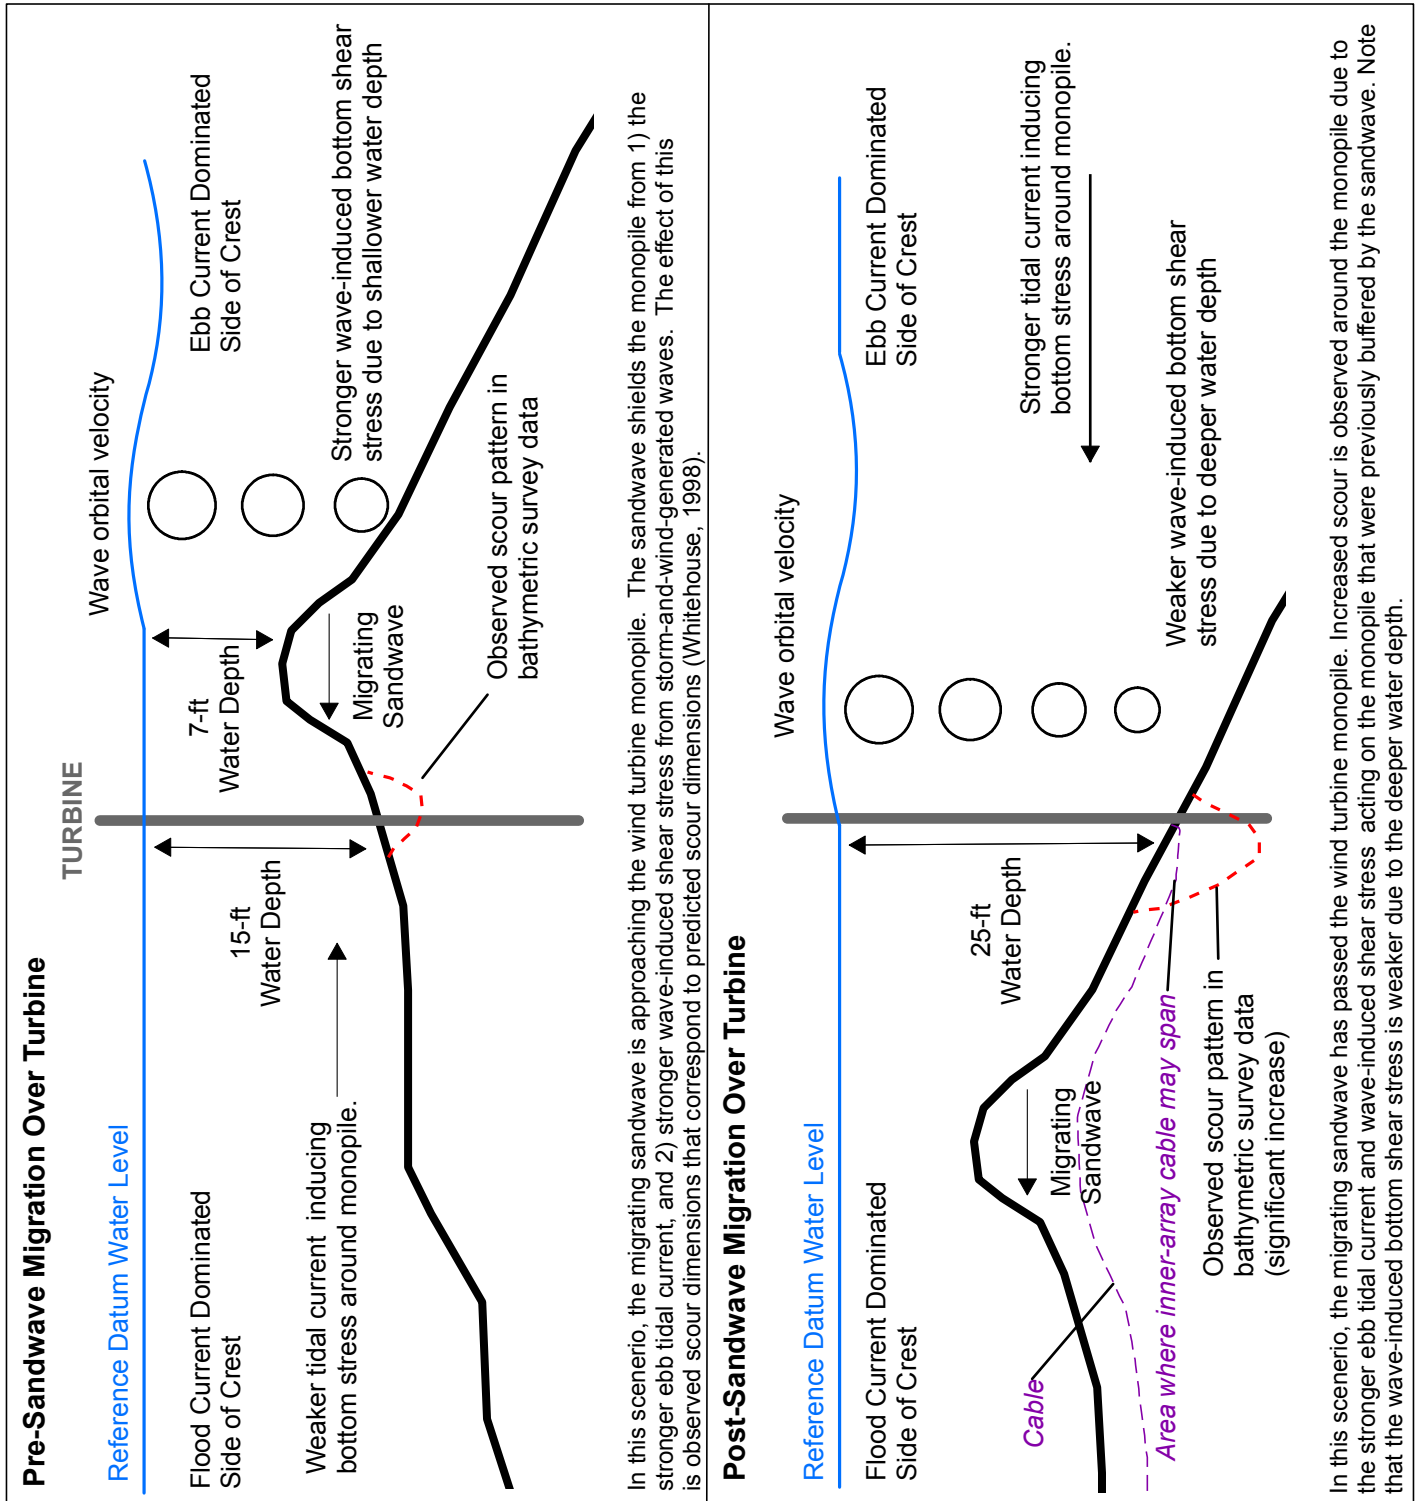 Pre-Sandwave Migration Over Turbine
TURBINE
Reference Datum Water Level
Wave orbital velocity
Flood Current Dominated
Side of Crest
15-ft
Water Depth
7-ft
Water Depth
Ebb Current Dominated
Side of Crest
Weaker tidal current inducing
bottom stress around monopile.
Migrating
Sandwave
Stronger wave-induced bottom shear
stress due to shallower water depth
Observed scour pattern in
bathymetric survey data
In this scenerio, the migrating sandwave is approaching the wind turbine monopile. The sandwave shields the monopile from 1) the
stronger ebb tidal current, and 2) stronger wave-induced shear stress from storm-and-wind-generated waves. The effect of this
is observed scour dimensions that correspond to predicted scour dimensions (Whitehouse, 1998).
Post-Sandwave Migration Over Turbine
Reference Datum Water Level
Wave orbital velocity
Flood Current Dominated
Side of Crest
25-ft
Water Depth
Ebb Current Dominated
Side of Crest
Stronger tidal current inducing
bottom stress around monopile.
Migrating
Sandwave
Cable
Area where inner-array cable may span
Weaker wave-induced bottom shear
stress due to deeper water depth
Observed scour pattern in
bathymetric survey data
(significant increase)
In this scenerio, the migrating sandwave has passed the wind turbine monopile. Increased scour is observed around the monopile due to
the stronger ebb tidal current and wave-induced shear stress acting on the monopile that were previously buffered by the sandwave. Note
that the wave-induced bottom shear stress is weaker due to the deeper water depth.